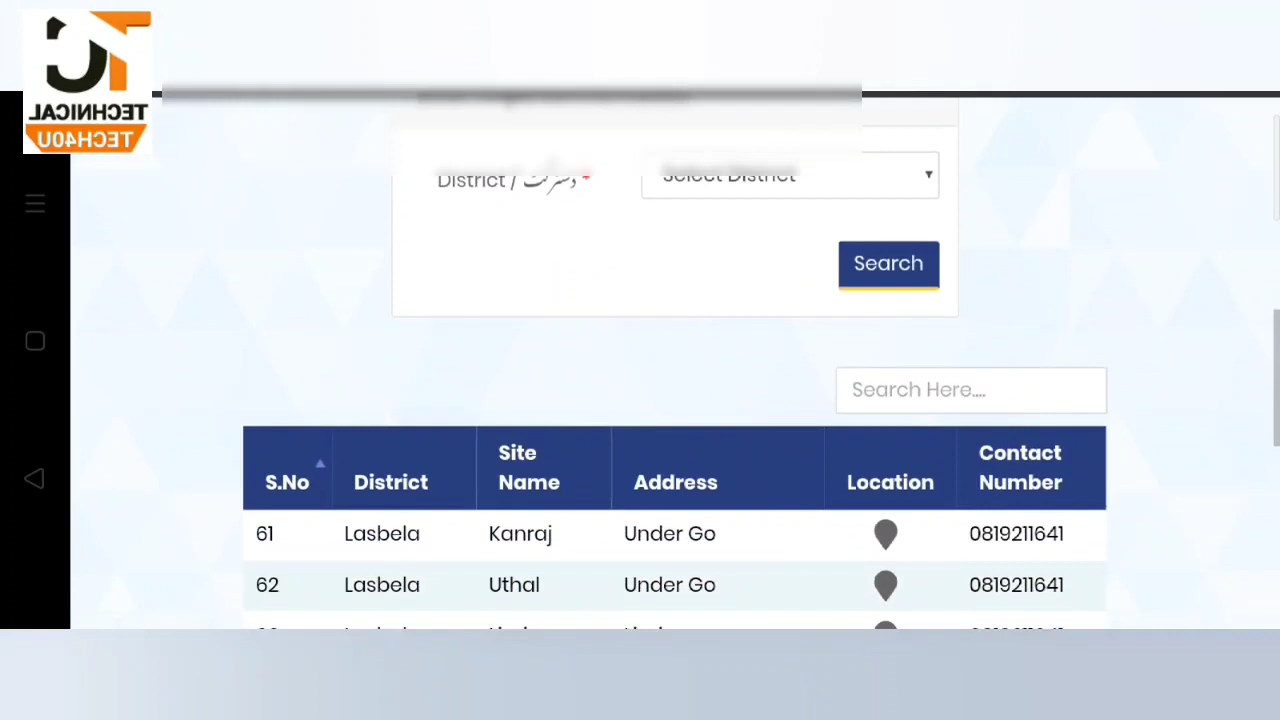 TECHNICAL
TECH40U
District / ڈسٹرکٹ *
Select District
Search
Search Here....
S.No District Site Name Address Location Contact Number
61 Lasbela Kanraj Under Go 0819211641
62 Lasbela Uthal Under Go 0819211641